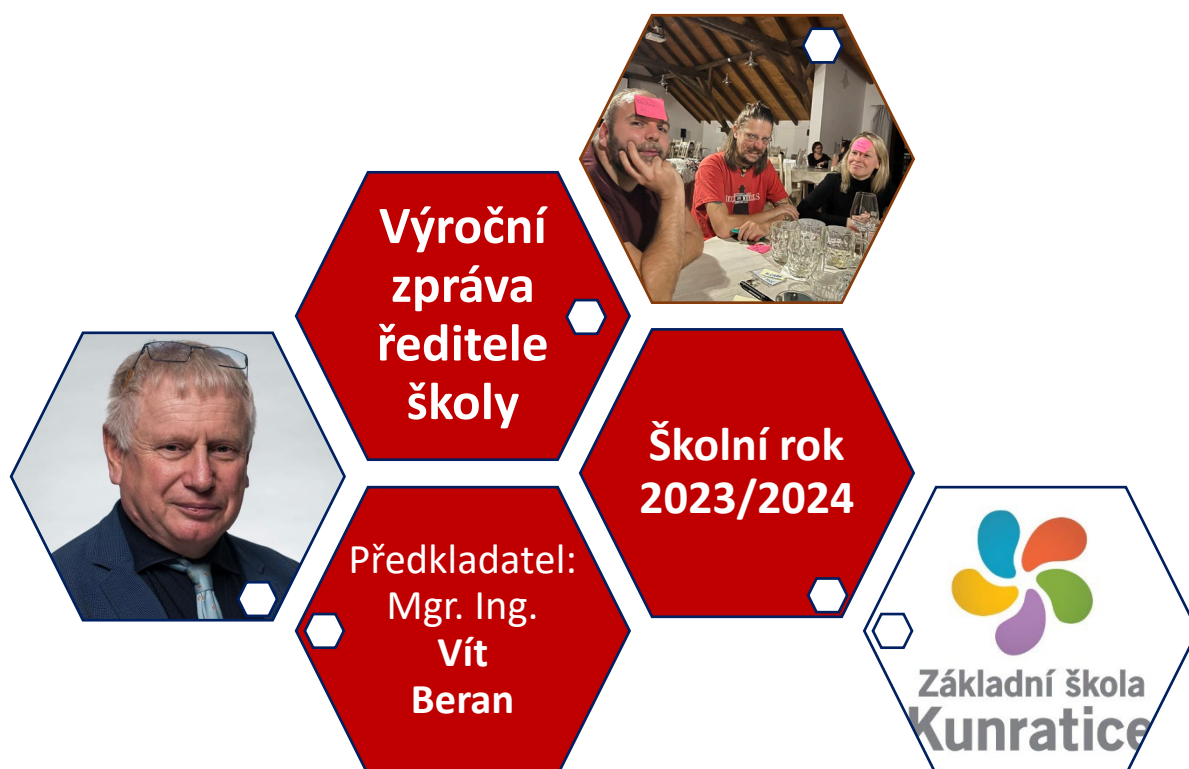 Výroční
zpráva
ředitele
školy
Školní rok
2023/2024
Předkladatel:
Mgr. Ing.
Vít
Beran
Základní škola
Kunratice